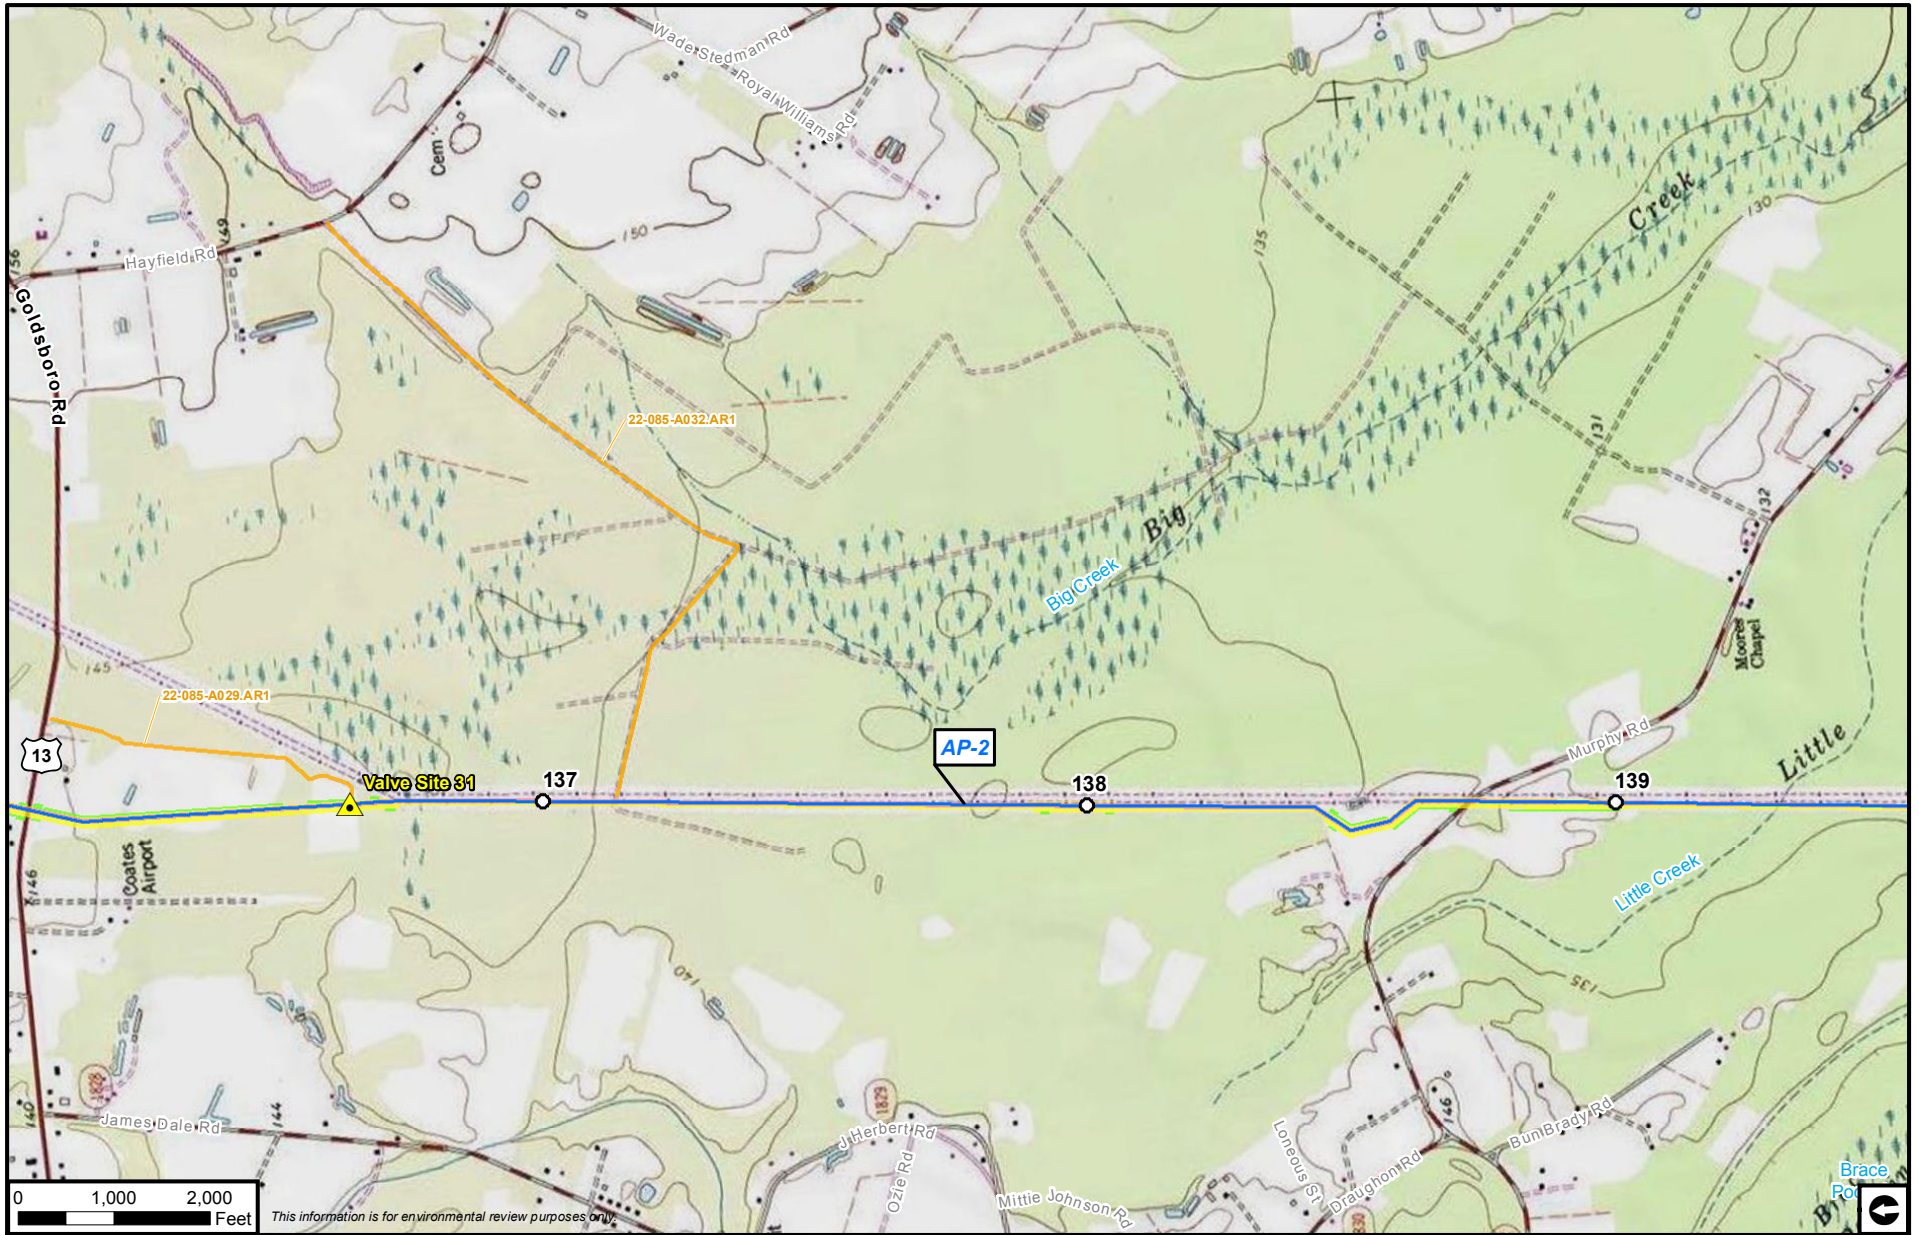 Wade Stedman Rd
Royal Williams Rd
Cem
Creek
130
150
135
149
156
Hayfield Rd
Goldsboro Rd
22-085-A032.AR1
131
132
Big
Big Creek
Moores
Chapel
145
22-085-A029.AR1
Murphy Rd
Little
13
AP-2
Valve Site 31
137
138
139
Coates
Airport
146
Little Creek
140
135
1828
1829
140
James Dale Rd
144
J Herbert Rd
Ozie Rd
Mittie Johnson Rd
Loneous St
Draughon Rd
146
Bun Brady Rd
Brace
0 1,000 2,000
Feet
This information is for environmental review purposes only.